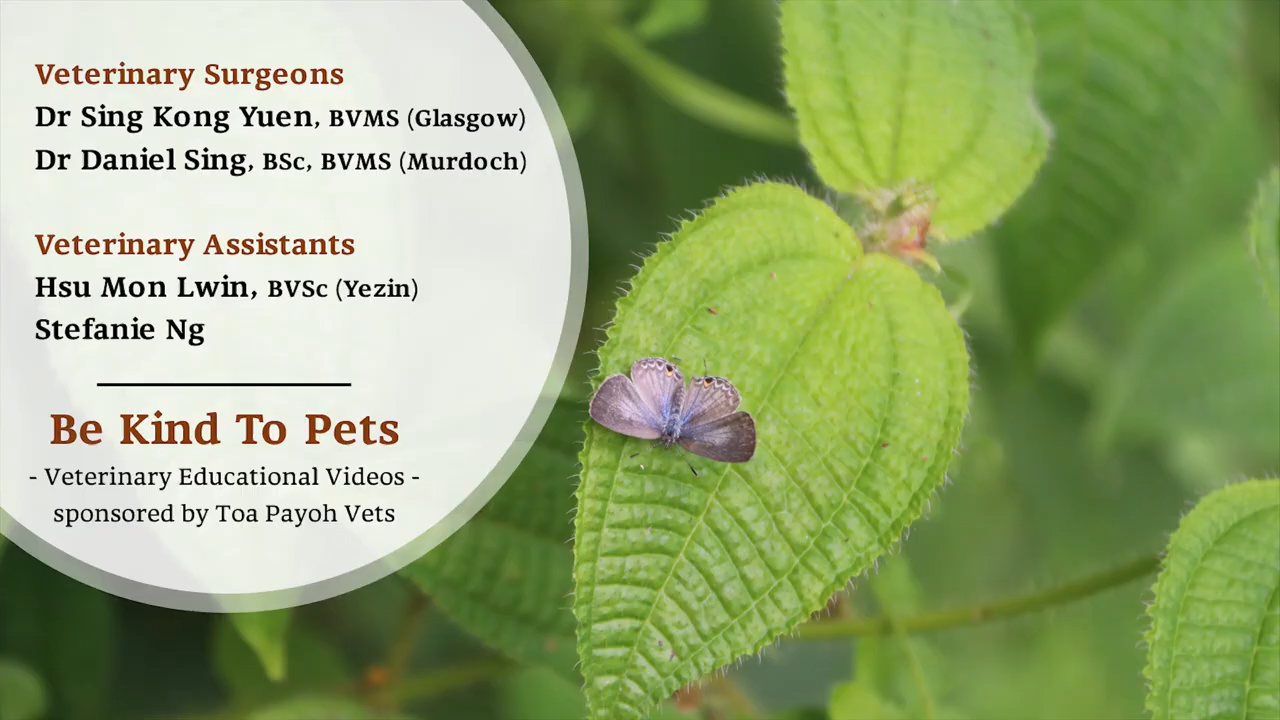 Veterinary Surgeons
Dr Sing Kong Yuen, BVMS (Glasgow)
Dr Daniel Sing, BSc, BVMS (Murdoch)
Veterinary Assistants
Hsu Mon Lwin, BVSc (Yezin)
Stefanie Ng
Be Kind To Pets
- Veterinary Educational Videos -
sponsored by Toa Payoh Vets